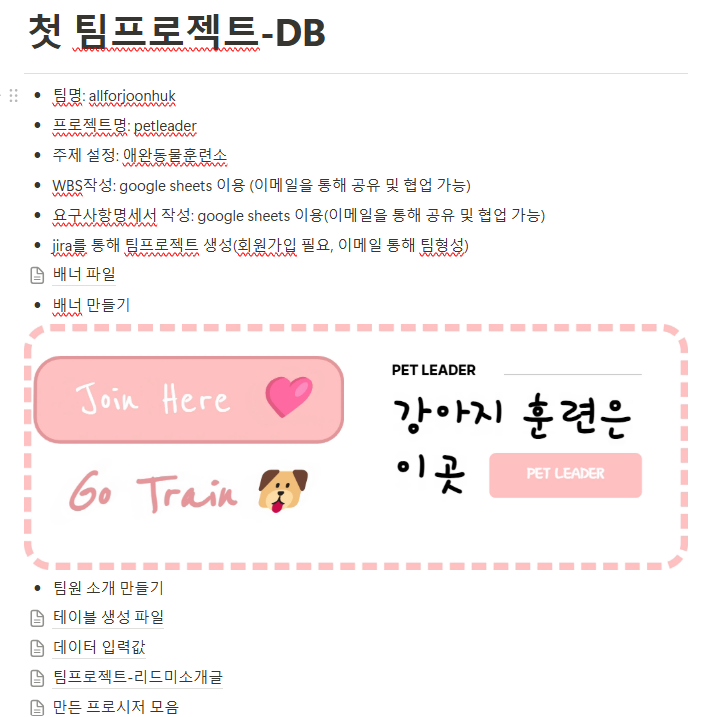 첫 팀프로젝트-DB
팀명: allforjoonhuk
프로젝트명: petleader
주제 설정: 애완동물훈련소
WBS작성: google sheets 이용 (이메일을 통해 공유 및 협업 가능)
요구사항명세서 작성: google sheets 이용(이메일을 통해 공유 및 협업 가능)
jira를 통해 팀프로젝트 생성(회원가입 필요, 이메일 통해 팀형성)
배너 파일
배너 만들기
Join Here
Go Train
PET LEADER
강아지 훈련은
이곳
PET LEADER
팀원 소개 만들기
테이블 생성 파일
데이터 입력값
팀프로젝트-리드미소개글
만든 프로시저 모음